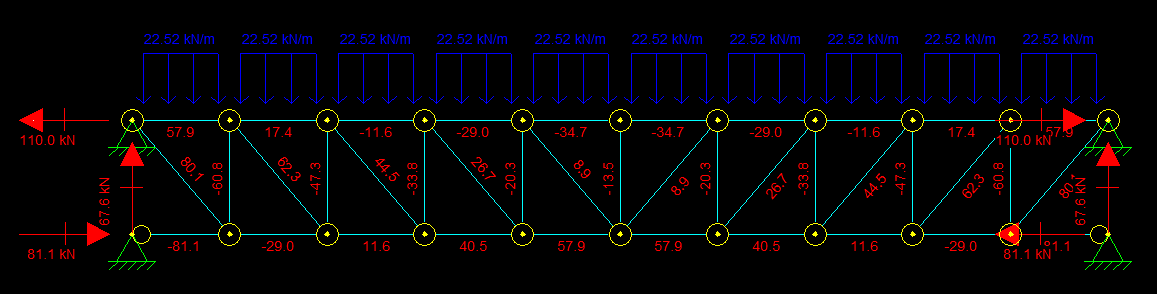 22.52 kN/m 22.52 kN/m 22.52 kN/m 22.52 kN/m 22.52 kN/m 22.52 kN/m 22.52 kN/m 22.52 kN/m 22.52 kN/m 22.52 kN/m
57.9 17.4 -11.6 -29.0 -34.7 -34.7 -29.0 -11.6 17.4 57.9
110.0 kN 110.0 kN
80.1 -60.8 62.3 -47.3 44.5 -33.8 26.7 -20.3 8.9 -13.5 8.9 -20.3 26.7 -33.8 44.5 -47.3 62.3 -60.8 80.1
67.6 kN 67.6 kN
-81.1 -29.0 11.6 40.5 57.9 57.9 40.5 11.6 -29.0
81.1 kN 81.1 kN